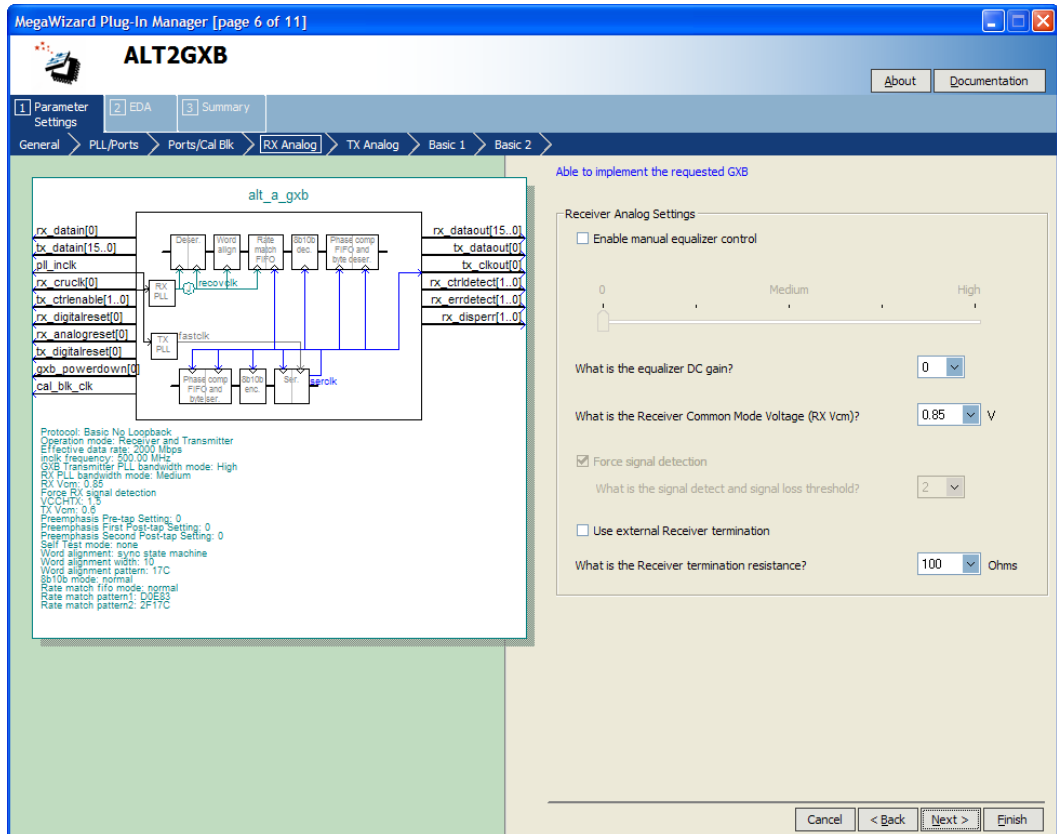 MegaWizard Plug-In Manager [page 6 of 11]
ALT2GXB
About
Documentation
1 Parameter Settings
2 EDA
3 Summary
General
PLL/Ports
Ports/Cal Blk
RX Analog
TX Analog
Basic 1
Basic 2
Able to implement the requested GXB
alt_a_gxb
rx_datain[0]
tx_datain[15..0]
pll_inclk
rx_cruclk[0]
tx_ctrlenable[1..0]
rx_digitalreset[0]
rx_analogreset[0]
tx_digitalreset[0]
gxb_powerdown[0]
cal_blk_clk
Deser.
Word align
Rate match FIFO
8b10b dec.
Phase comp FIFO and byte deser.
RX PLL
recovclk
TX PLL
fastclk
Phase comp FIFO and byte ser.
8b10b enc.
Ser.
serclk
rx_dataout[15..0]
tx_dataout[0]
tx_clkout[0]
rx_ctrldetect[1..0]
rx_errdetect[1..0]
rx_disperr[1..0]
Protocol: Basic No Loopback
Operation mode: Receiver and Transmitter
Effective data rate: 2000 Mbps
inclk frequency: 500.00 MHz
GXB Transmitter PLL bandwidth mode: High
RX PLL bandwidth mode: Medium
RX Vcm: 0.85
Force RX signal detection
VCCHTX: 1.5
TX Vcm: 0.6
Preemphasis Pre-tap Setting: 0
Preemphasis First Post-tap Setting: 0
Preemphasis Second Post-tap Setting: 0
Self Test mode: none
Word alignment: sync state machine
Word alignment width: 10
Word alignment pattern: 17C
8b10b mode: normal
Rate match fifo mode: normal
Rate match pattern1: D0E83
Rate match pattern2: 2F17C
Receiver Analog Settings
Enable manual equalizer control
0 Medium High
What is the equalizer DC gain? 0
What is the Receiver Common Mode Voltage (RX Vcm)? 0.85 V
Force signal detection
What is the signal detect and signal loss threshold? 2
Use external Receiver termination
What is the Receiver termination resistance? 100 Ohms
Cancel
< Back
Next >
Finish